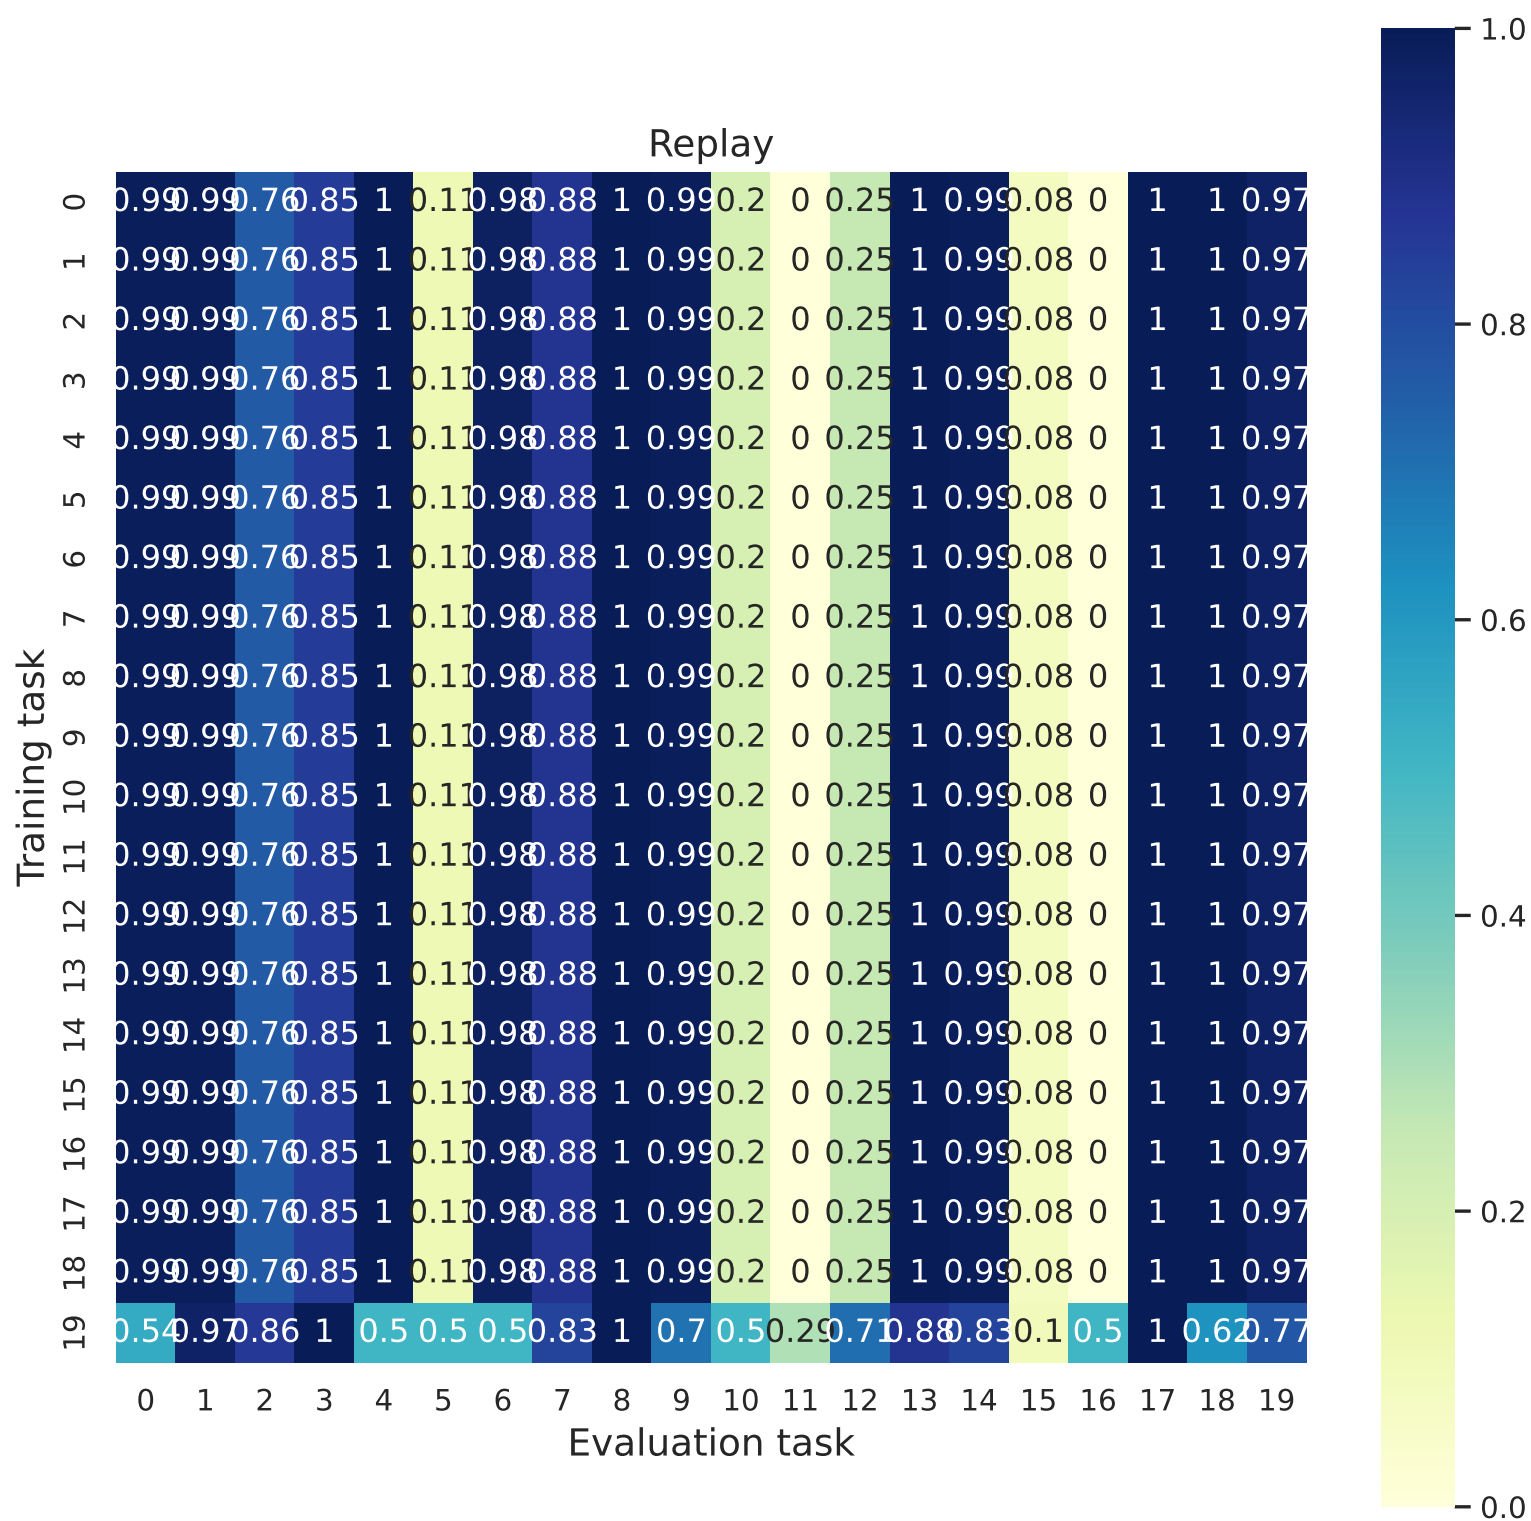 Replay
0 0.99 0.99 0.76 0.85 1 0.11 0.98 0.88 1 0.99 0.2 0 0.25 1 0.99 0.08 0 1 1 0.97
1 0.99 0.99 0.76 0.85 1 0.11 0.98 0.88 1 0.99 0.2 0 0.25 1 0.99 0.08 0 1 1 0.97
2 0.99 0.99 0.76 0.85 1 0.11 0.98 0.88 1 0.99 0.2 0 0.25 1 0.99 0.08 0 1 1 0.97
3 0.99 0.99 0.76 0.85 1 0.11 0.98 0.88 1 0.99 0.2 0 0.25 1 0.99 0.08 0 1 1 0.97
4 0.99 0.99 0.76 0.85 1 0.11 0.98 0.88 1 0.99 0.2 0 0.25 1 0.99 0.08 0 1 1 0.97
5 0.99 0.99 0.76 0.85 1 0.11 0.98 0.88 1 0.99 0.2 0 0.25 1 0.99 0.08 0 1 1 0.97
6 0.99 0.99 0.76 0.85 1 0.11 0.98 0.88 1 0.99 0.2 0 0.25 1 0.99 0.08 0 1 1 0.97
7 0.99 0.99 0.76 0.85 1 0.11 0.98 0.88 1 0.99 0.2 0 0.25 1 0.99 0.08 0 1 1 0.97
8 0.99 0.99 0.76 0.85 1 0.11 0.98 0.88 1 0.99 0.2 0 0.25 1 0.99 0.08 0 1 1 0.97
9 0.99 0.99 0.76 0.85 1 0.11 0.98 0.88 1 0.99 0.2 0 0.25 1 0.99 0.08 0 1 1 0.97
10 0.99 0.99 0.76 0.85 1 0.11 0.98 0.88 1 0.99 0.2 0 0.25 1 0.99 0.08 0 1 1 0.97
11 0.99 0.99 0.76 0.85 1 0.11 0.98 0.88 1 0.99 0.2 0 0.25 1 0.99 0.08 0 1 1 0.97
12 0.99 0.99 0.76 0.85 1 0.11 0.98 0.88 1 0.99 0.2 0 0.25 1 0.99 0.08 0 1 1 0.97
13 0.99 0.99 0.76 0.85 1 0.11 0.98 0.88 1 0.99 0.2 0 0.25 1 0.99 0.08 0 1 1 0.97
14 0.99 0.99 0.76 0.85 1 0.11 0.98 0.88 1 0.99 0.2 0 0.25 1 0.99 0.08 0 1 1 0.97
15 0.99 0.99 0.76 0.85 1 0.11 0.98 0.88 1 0.99 0.2 0 0.25 1 0.99 0.08 0 1 1 0.97
16 0.99 0.99 0.76 0.85 1 0.11 0.98 0.88 1 0.99 0.2 0 0.25 1 0.99 0.08 0 1 1 0.97
17 0.99 0.99 0.76 0.85 1 0.11 0.98 0.88 1 0.99 0.2 0 0.25 1 0.99 0.08 0 1 1 0.97
18 0.99 0.99 0.76 0.85 1 0.11 0.98 0.88 1 0.99 0.2 0 0.25 1 0.99 0.08 0 1 1 0.97
19 0.54 0.97 0.86 1 0.5 0.5 0.5 0.83 1 0.7 0.5 0.29 0.71 0.88 0.83 0.1 0.5 1 0.62 0.77
0 1 2 3 4 5 6 7 8 9 10 11 12 13 14 15 16 17 18 19
Evaluation task
Training task
1.0
0.8
0.6
0.4
0.2
0.0